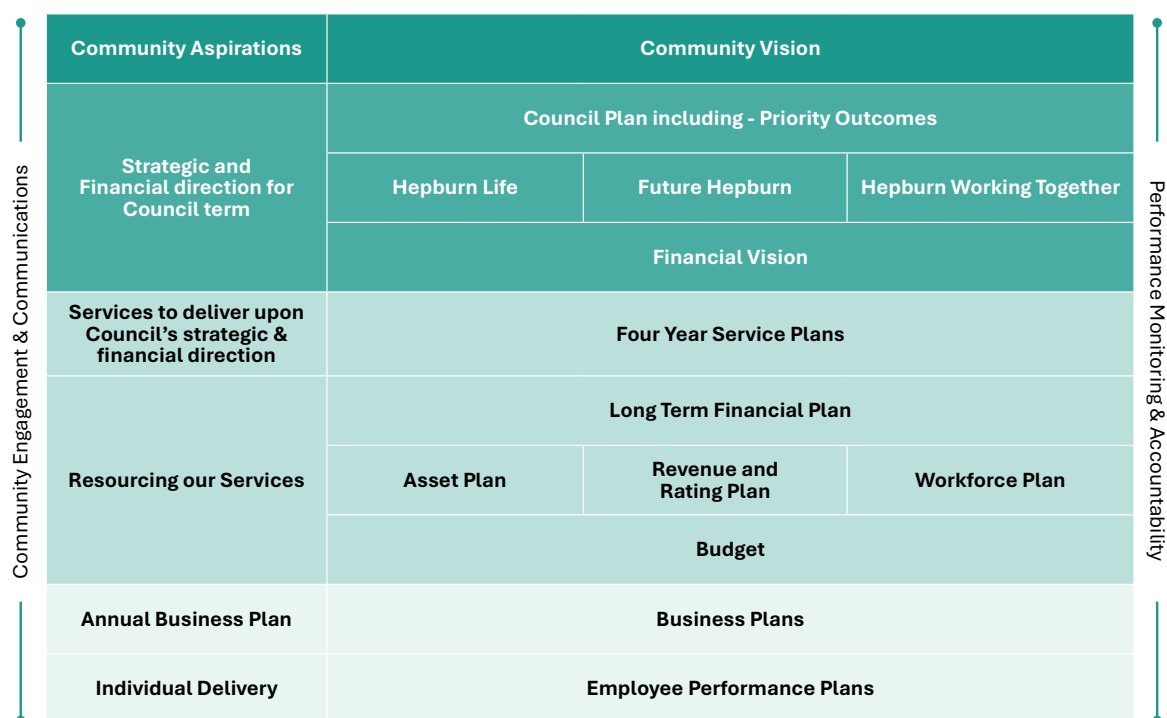 Community Engagement & Communications
Community Aspirations
Community Vision
Strategic and
Financial direction for
Council term
Council Plan including - Priority Outcomes
Hepburn Life
Future Hepburn
Hepburn Working Together
Financial Vision
Services to deliver upon
Council’s strategic &
financial direction
Four Year Service Plans
Resourcing our Services
Long Term Financial Plan
Asset Plan
Revenue and
Rating Plan
Workforce Plan
Budget
Annual Business Plan
Business Plans
Individual Delivery
Employee Performance Plans
Performance Monitoring & Accountability